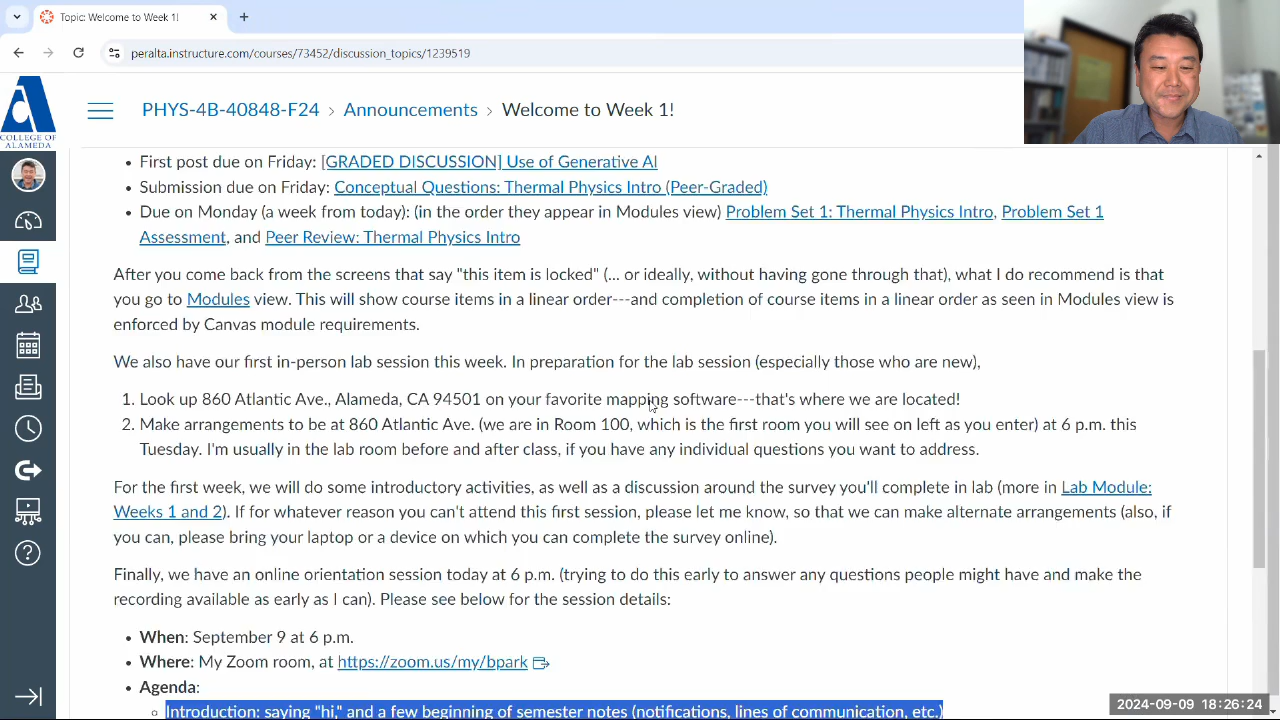 Topic: Welcome to Week 1!
peralta.instructure.com/courses/73452/discussion_topics/1239519
COLLEGE OF
ALAMEDA
PHYS-4B-40848-F24 › Announcements › Welcome to Week 1!
• First post due on Friday: [GRADED DISCUSSION] Use of Generative AI
• Submission due on Friday: Conceptual Questions: Thermal Physics Intro (Peer-Graded)
• Due on Monday (a week from today): (in the order they appear in Modules view) Problem Set 1: Thermal Physics Intro, Problem Set 1
Assessment, and Peer Review: Thermal Physics Intro
After you come back from the screens that say "this item is locked" (... or ideally, without having gone through that), what I do recommend is that
you go to Modules view. This will show course items in a linear order---and completion of course items in a linear order as seen in Modules view is
enforced by Canvas module requirements.
We also have our first in-person lab session this week. In preparation for the lab session (especially those who are new),
1. Look up 860 Atlantic Ave., Alameda, CA 94501 on your favorite mapping software---that's where we are located!
2. Make arrangements to be at 860 Atlantic Ave. (we are in Room 100, which is the first room you will see on left as you enter) at 6 p.m. this
Tuesday. I'm usually in the lab room before and after class, if you have any individual questions you want to address.
For the first week, we will do some introductory activities, as well as a discussion around the survey you'll complete in lab (more in Lab Module:
Weeks 1 and 2). If for whatever reason you can't attend this first session, please let me know, so that we can make alternate arrangements (also, if
you can, please bring your laptop or a device on which you can complete the survey online).
Finally, we have an online orientation session today at 6 p.m. (trying to do this early to answer any questions people might have and make the
recording available as early as I can). Please see below for the session details:
• When: September 9 at 6 p.m.
• Where: My Zoom room, at https://zoom.us/my/bpark
• Agenda:
◦ Introduction: saying "hi," and a few beginning of semester notes (notifications, lines of communication, etc.)
2024-09-09 18:26:24